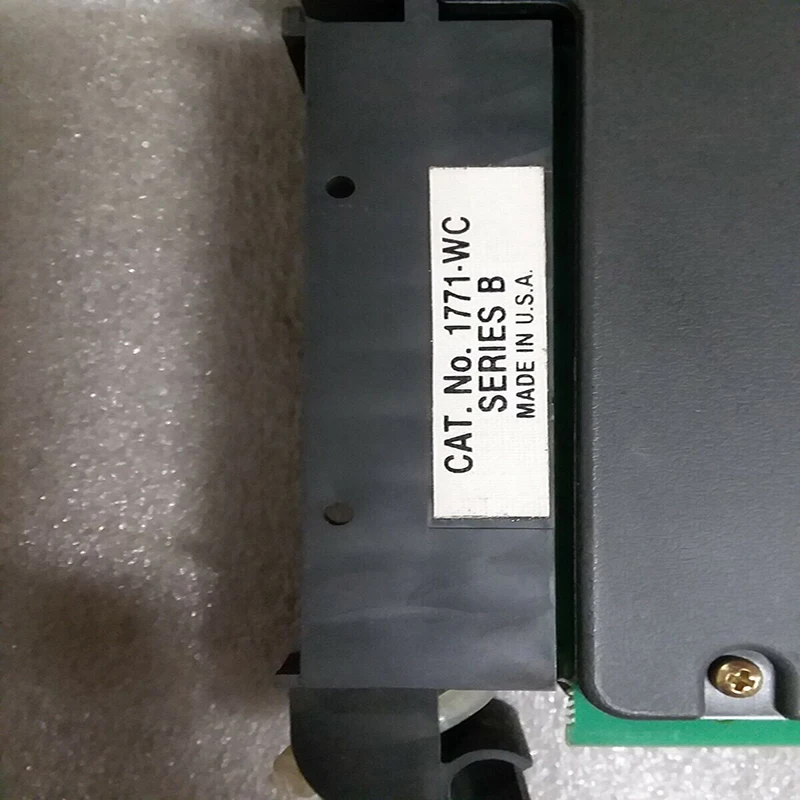 CAT. No. 1771-WC
SERIES B
MADE IN U.S.A.